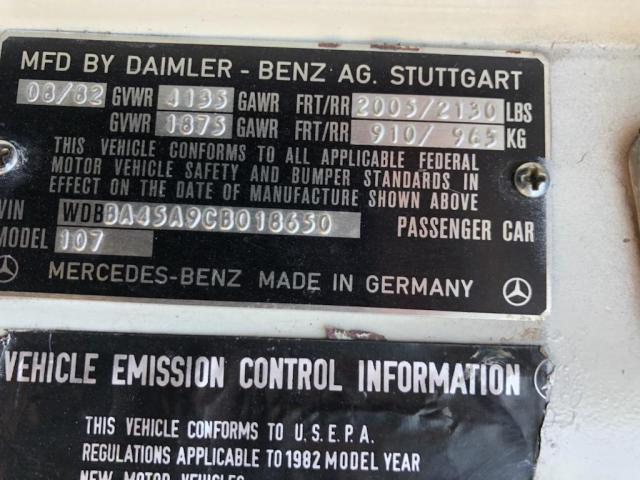 MFD BY DAIMLER - BENZ AG. STUTTGART
08/82 GVWR 4135 GAWR FRT/RR 2005/2130 LBS
GVWR 1875 GAWR FRT/RR 910/ 965 KG
THIS VEHICLE CONFORMS TO ALL APPLICABLE FEDERAL
MOTOR VEHICLE SAFETY AND BUMPER STANDARDS IN
EFFECT ON THE DATE OF MANUFACTURE SHOWN ABOVE
VIN WDBBA45A9CB018650 PASSENGER CAR
MODEL 107
MERCEDES-BENZ MADE IN GERMANY
VEHICLE EMISSION CONTROL INFORMATION
THIS VEHICLE CONFORMS TO U.S.E.P.A.
REGULATIONS APPLICABLE TO 1982 MODEL YEAR
NEW MOTOR VEHICLES